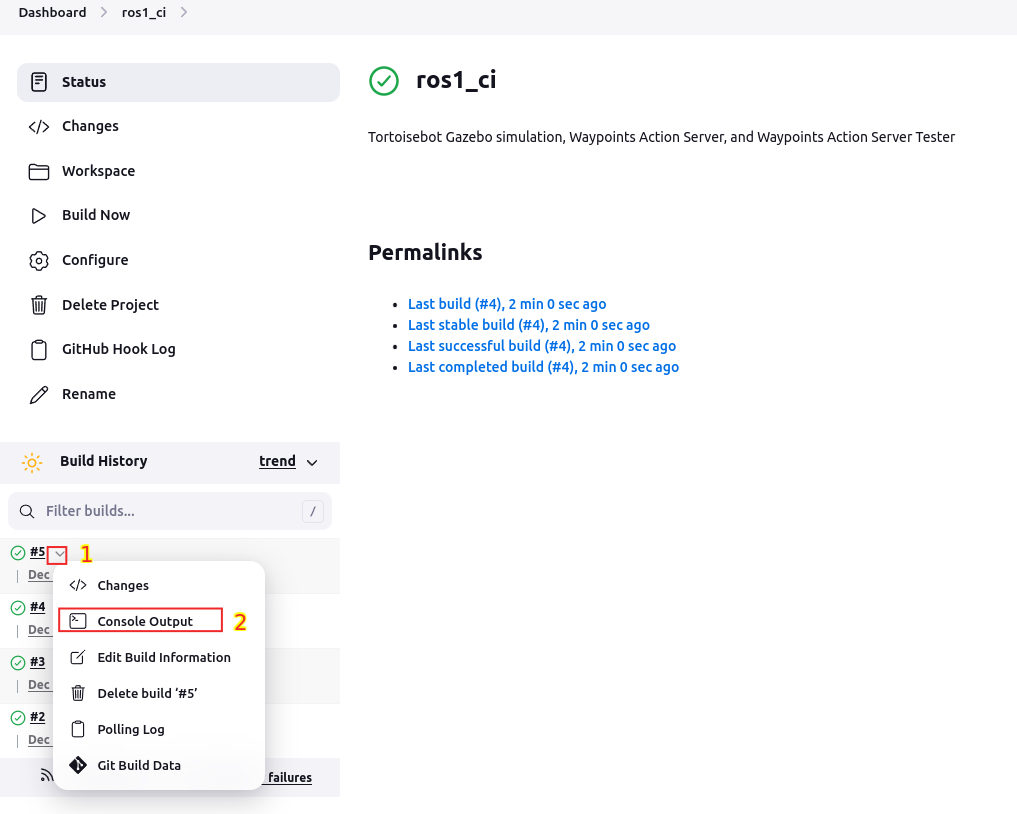 Dashboard > ros1_ci >
Status
Changes
Workspace
Build Now
Configure
Delete Project
GitHub Hook Log
Rename
ros1_ci
Tortoisebot Gazebo simulation, Waypoints Action Server, and Waypoints Action Server Tester
Permalinks
Last build (#4), 2 min 0 sec ago
Last stable build (#4), 2 min 0 sec ago
Last successful build (#4), 2 min 0 sec ago
Last completed build (#4), 2 min 0 sec ago
Build History trend
Filter builds... /
#5 1
Dec
Changes
#4
Console Output 2
Dec
Edit Build Information
#3
Dec
Delete build ‘#5’
#2
Polling Log
Dec
Git Build Data
failures